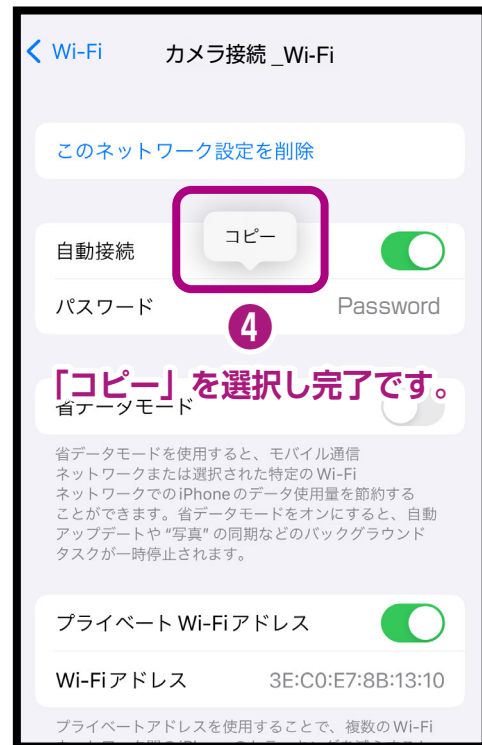 Wi-Fi
カメラ接続 _Wi-Fi
このネットワーク設定を削除
コピー
自動接続
パスワード Password
4
「コピー」を選択し完了です。
省データモード
省データモードを使用すると、モバイル通信
ネットワークまたは選択された特定の Wi-Fi
ネットワークでの iPhone のデータ使用量を節約する
ことができます。省データモードをオンにすると、自動
アップデートや “写真” の同期などのバックグラウンド
タスクが一時停止されます。
プライベート Wi-Fi アドレス
Wi-Fi アドレス 3E:C0:E7:8B:13:10
プライベートアドレスを使用することで、複数の Wi-Fi